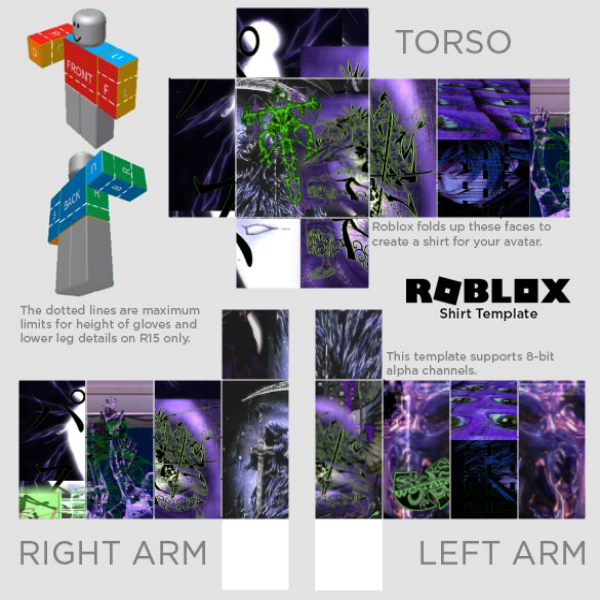 TORSO
FRONT
F
BACK
Roblox folds up these faces to
create a shirt for your avatar.
ROBLOX
Shirt Template
The dotted lines are maximum
limits for height of gloves and
lower leg details on R15 only.
This template supports 8-bit
alpha channels.
パ
RIGHT ARM
LEFT ARM